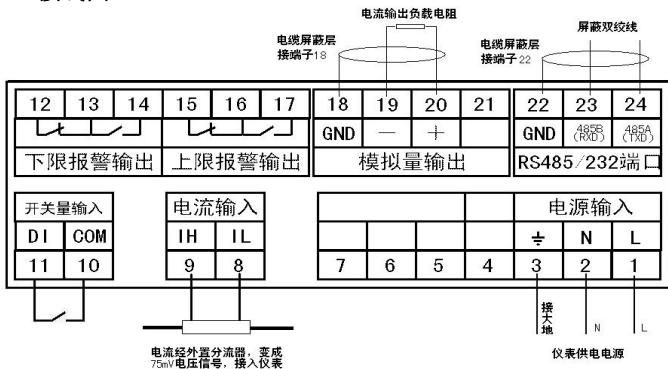 电流输出负载电阻
电缆屏蔽层
接端子18
电缆屏蔽层
接端子22
屏蔽双绞线
12 13 14 15 16 17 18 19 20 21 22 23 24
GND — + GND 485B (RXD) 485A (TXD)
下限报警输出 上限报警输出 模拟量输出 RS485/232端口
开关量输入 电流输入 电源输入
DI COM IH IL ⏚ N L
11 10 9 8 7 6 5 4 3 2 1
接大地
N
L
电流经外置分流器，变成
75mV电压信号，接入仪表
仪表供电电源